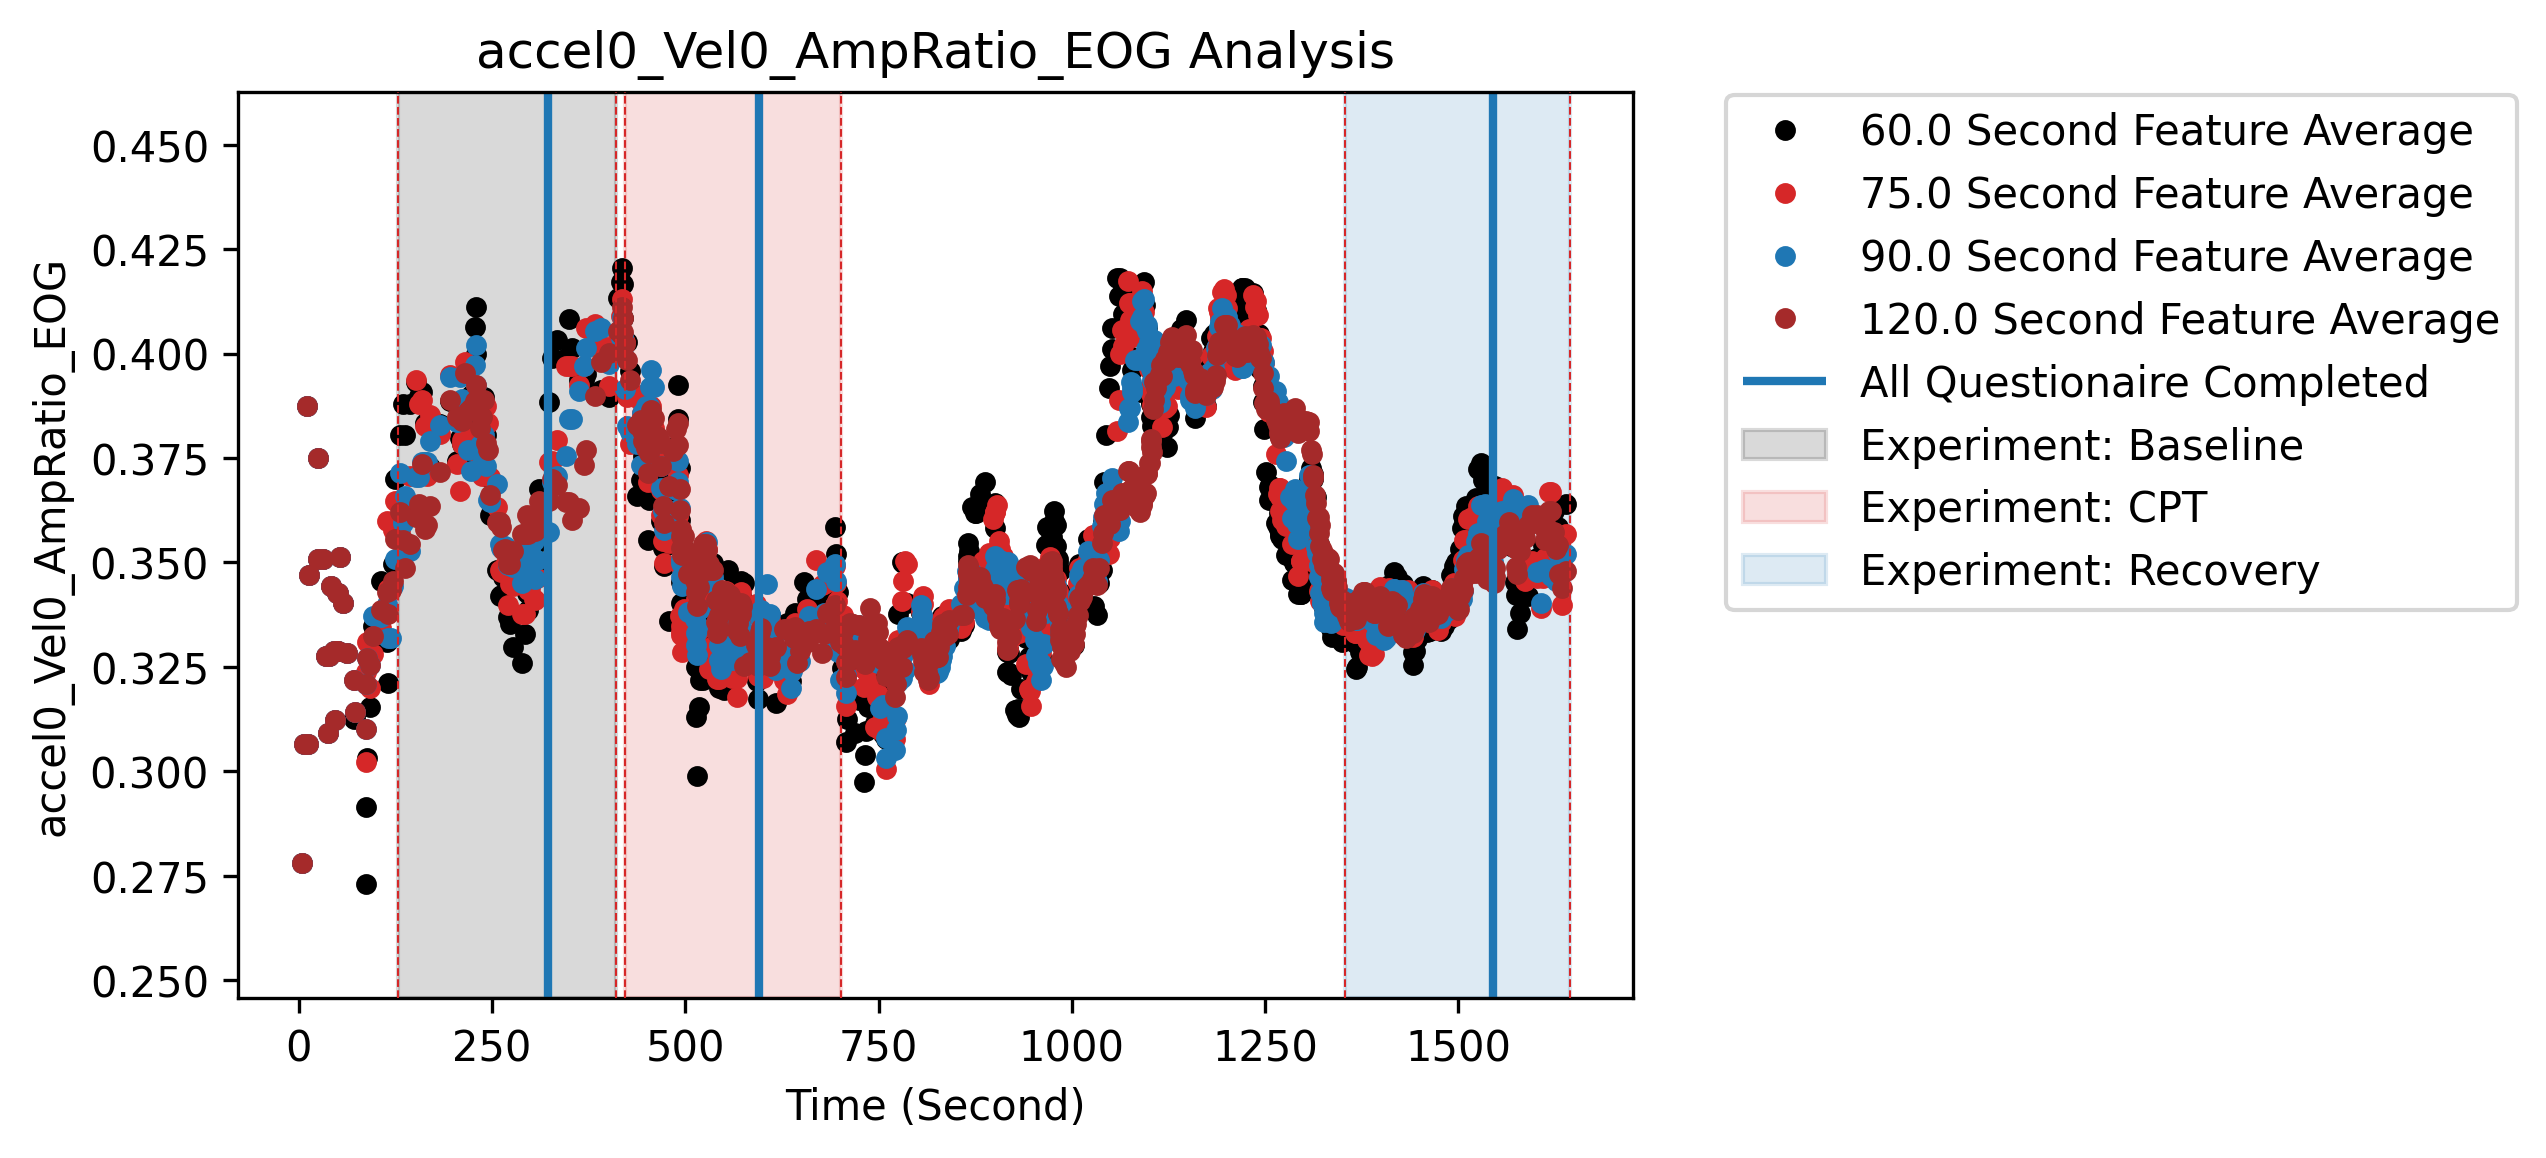 accel0_Vel0_AmpRatio_EOG Analysis
accel0_Vel0_AmpRatio_EOG
0.450
0.425
0.400
0.375
0.350
0.325
0.300
0.275
0.250
0
250
500
750
1000
1250
1500
Time (Second)
60.0 Second Feature Average
75.0 Second Feature Average
90.0 Second Feature Average
120.0 Second Feature Average
All Questionaire Completed
Experiment: Baseline
Experiment: CPT
Experiment: Recovery